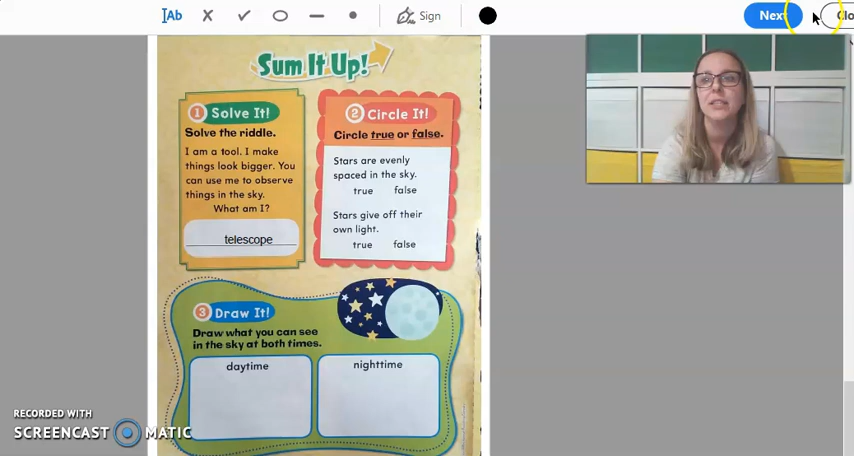 Ab
Sign
Next
Clo
Sum It Up!
1 Solve It!
Solve the riddle.
I am a tool. I make
things look bigger. You
can use me to observe
things in the sky.
What am I?
telescope
2 Circle It!
Circle true or false.
Stars are evenly
spaced in the sky.
true false
Stars give off their
own light.
true false
3 Draw It!
Draw what you can see
in the sky at both times.
daytime
nighttime
RECORDED WITH
SCREENCAST MATIC